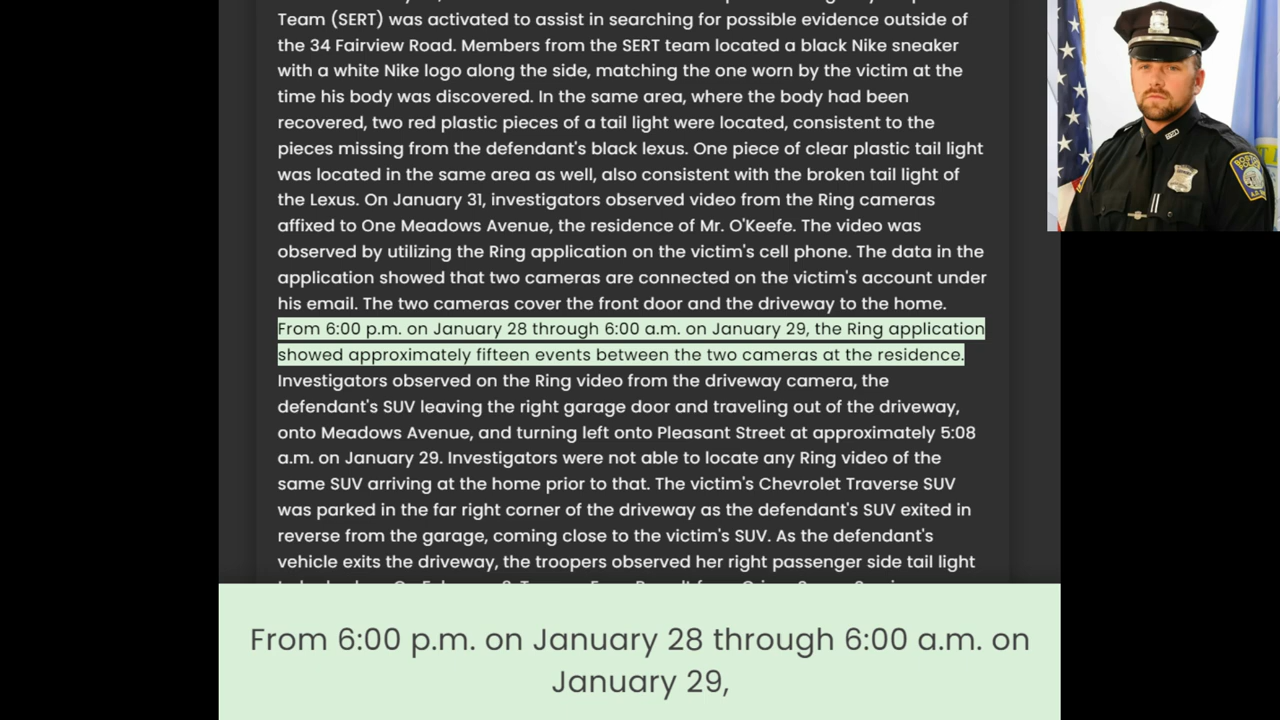 Team (SERT) was activated to assist in searching for possible evidence outside of
the 34 Fairview Road. Members from the SERT team located a black Nike sneaker
with a white Nike logo along the side, matching the one worn by the victim at the
time his body was discovered. In the same area, where the body had been
recovered, two red plastic pieces of a tail light were located, consistent to the
pieces missing from the defendant's black lexus. One piece of clear plastic tail light
was located in the same area as well, also consistent with the broken tail light of
the Lexus. On January 31, investigators observed video from the Ring cameras
affixed to One Meadows Avenue, the residence of Mr. O'Keefe. The video was
observed by utilizing the Ring application on the victim's cell phone. The data in the
application showed that two cameras are connected on the victim's account under
his email. The two cameras cover the front door and the driveway to the home.
From 6:00 p.m. on January 28 through 6:00 a.m. on January 29, the Ring application
showed approximately fifteen events between the two cameras at the residence.
Investigators observed on the Ring video from the driveway camera, the
defendant's SUV leaving the right garage door and traveling out of the driveway,
onto Meadows Avenue, and turning left onto Pleasant Street at approximately 5:08
a.m. on January 29. Investigators were not able to locate any Ring video of the
same SUV arriving at the home prior to that. The victim's Chevrolet Traverse SUV
was parked in the far right corner of the driveway as the defendant's SUV exited in
reverse from the garage, coming close to the victim's SUV. As the defendant's
vehicle exits the driveway, the troopers observed her right passenger side tail light
From 6:00 p.m. on January 28 through 6:00 a.m. on
January 29,